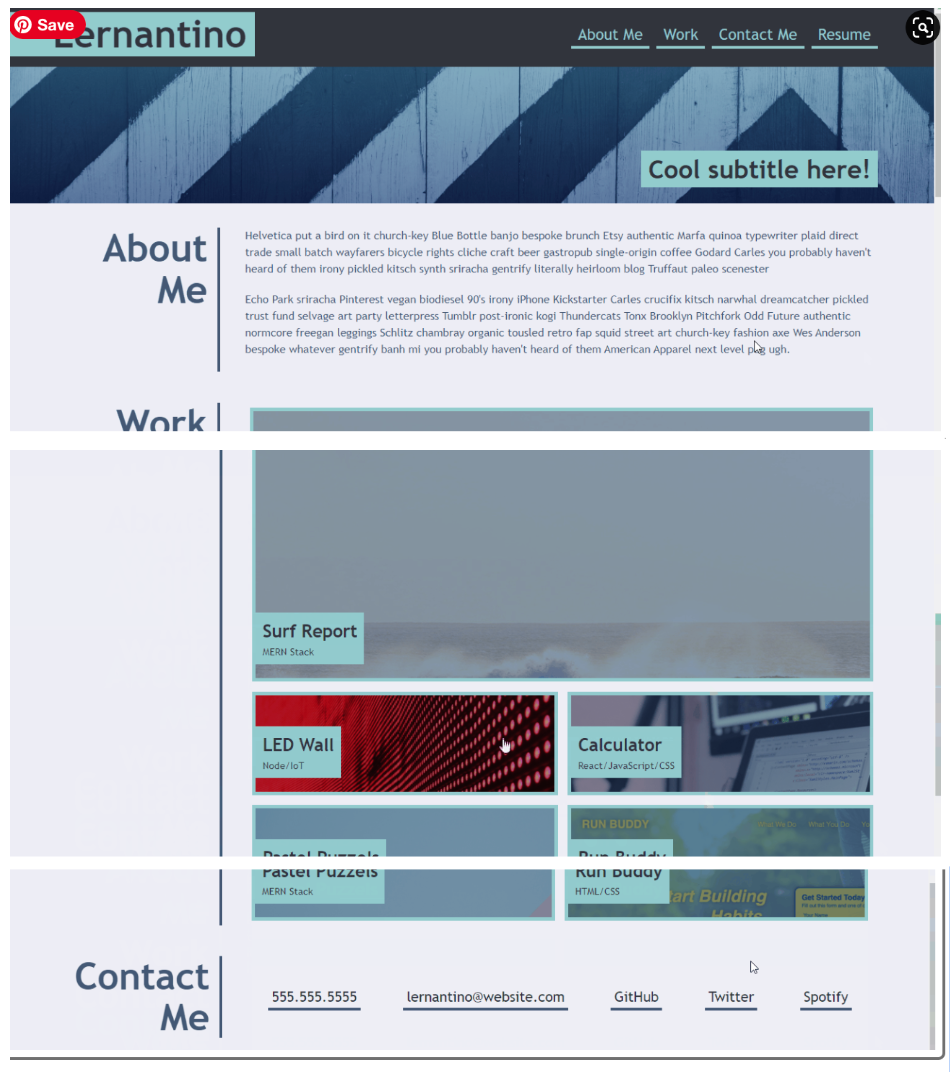 Save
Lernantino
About Me Work Contact Me Resume
Cool subtitle here!
About
Me
Helvetica put a bird on it church-key Blue Bottle banjo bespoke brunch Etsy authentic Marfa quinoa typewriter plaid direct
trade small batch wayfarers bicycle rights cliche craft beer gastropub single-origin coffee Godard Carles you probably haven't
heard of them irony pickled kitsch synth sriracha gentrify literally heirloom blog Truffaut paleo scenester
Echo Park sriracha Pinterest vegan biodiesel 90's irony iPhone Kickstarter Carles crucifix kitsch narwhal dreamcatcher pickled
trust fund selvage art party letterpress Tumblr post-ironic kogi Thundercats Tonx Brooklyn Pitchfork Odd Future authentic
normcore freegan leggings Schlitz chambray organic tousled retro fap squid street art church-key fashion axe Wes Anderson
bespoke whatever gentrify banh mi you probably haven't heard of them American Apparel next level pug ugh.
Work
Surf Report
MERN Stack
LED Wall
Node/IoT
Calculator
React/JavaScript/CSS
RUN BUDDY
What We Do What You Do
Pastel Puzzels
Run Buddy
Pastel Puzzels
MERN Stack
Run Buddy
HTML/CSS
tart Building
Habits
Get Started Today
Your Name
Contact
Me
555.555.5555
lernantino@website.com
GitHub
Twitter
Spotify